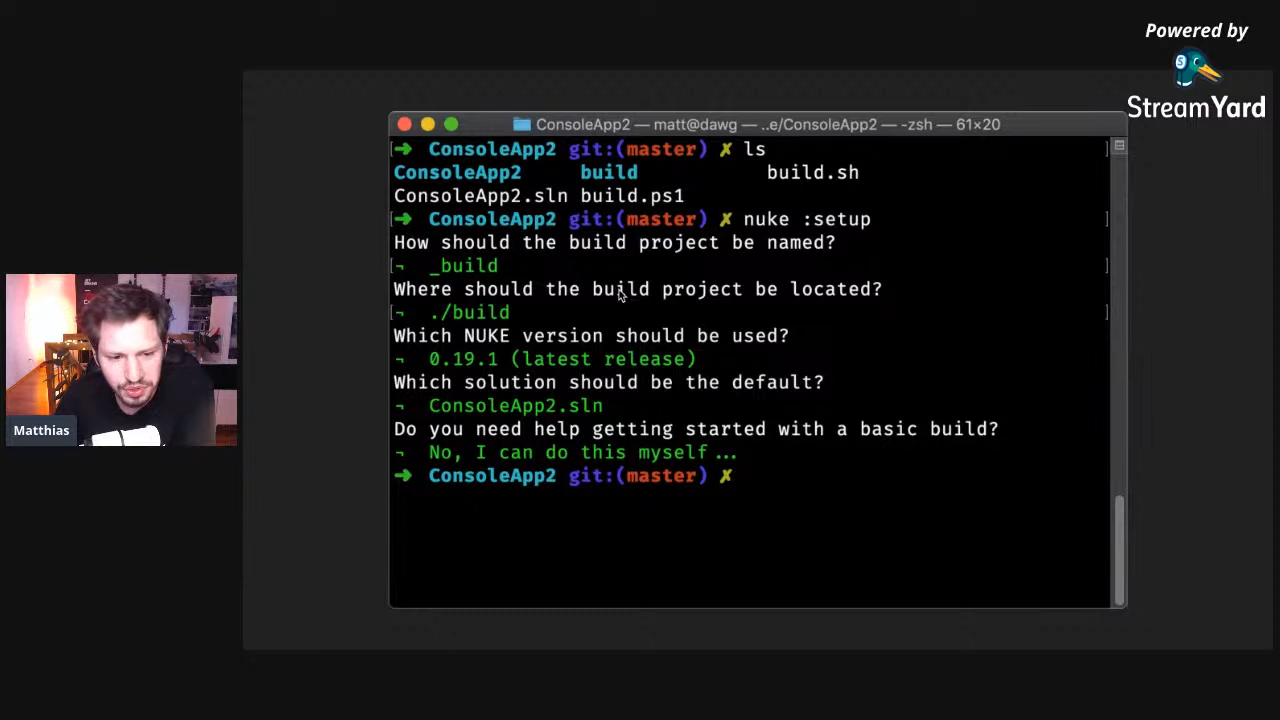 Powered by
StreamYard
ConsoleApp2 — matt@dawg — ..e/ConsoleApp2 — -zsh — 61×20
➜ ConsoleApp2 git:(master) ✗ ls
ConsoleApp2 build build.sh
ConsoleApp2.sln build.ps1
➜ ConsoleApp2 git:(master) ✗ nuke :setup
How should the build project be named?
¬ _build
Where should the build project be located?
¬ ./build
Which NUKE version should be used?
¬ 0.19.1 (latest release)
Which solution should be the default?
¬ ConsoleApp2.sln
Do you need help getting started with a basic build?
¬ No, I can do this myself...
➜ ConsoleApp2 git:(master) ✗
Matthias